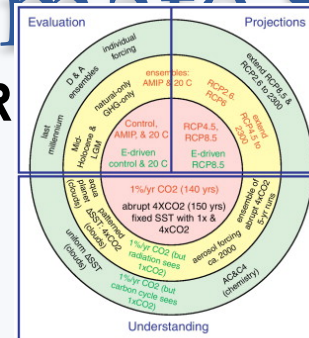 R
Evaluation
Projections
individual
forcing
D & A
ensembles
last
millennium
extend RCP8.5 &
RCP2.6 to 2300
natural-only
GHG-only
Mid-
Holocene &
LGM
ensembles:
AMIP & 20 C
RCP2.6,
RCP6
extend
RCP4.5 to
2300
Control,
AMIP, & 20 C
E-driven
control & 20 C
RCP4.5,
RCP8.5
E-driven
RCP8.5
1%/yr CO2 (140 yrs)
abrupt 4XCO2 (150 yrs)
fixed SST with 1x &
4xCO2
aqua
planet
(clouds)
patterned
ΔSST: 4xCO2
(clouds)
uniform ΔSST
(clouds)
1%/yr CO2 (but
radiation sees
1xCO2)
1%/yr CO2 (but
carbon cycle sees
1xCO2)
aerosol forcing
ca. 2000
ensemble of
abrupt 4xCO2
5-yr runs
AC&C4
(chemistry)
Understanding